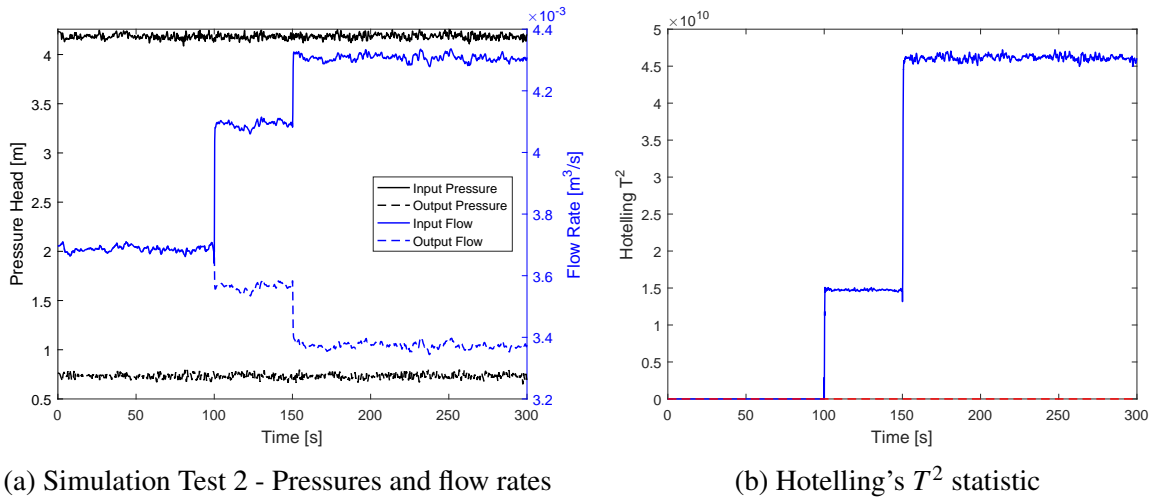 ×10⁻³
4
3.5
3
2.5
2
1.5
1
0.5
Pressure Head [m]
4.4
4.2
4
3.8
3.6
3.4
3.2
Flow Rate [m³/s]
Input Pressure
Output Pressure
Input Flow
Output Flow
0 50 100 150 200 250 300
Time [s]
(a) Simulation Test 2 - Pressures and flow rates
×10¹⁰
5
4.5
4
3.5
3
2.5
2
1.5
1
0.5
0
Hotelling T²
0 50 100 150 200 250 300
Time [s]
(b) Hotelling's T² statistic